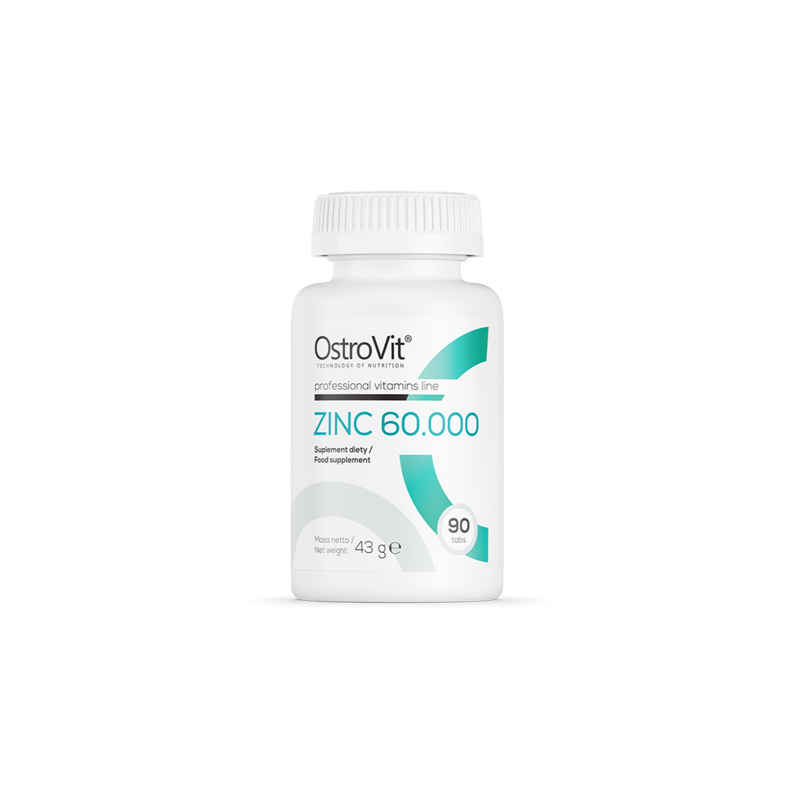 OstroVit®
TECHNOLOGY OF NUTRITION
professional vitamins line
ZINC 60.000
Suplement diety /
Food supplement
90
tabs
Masa netto /
Net weight: 43 g ℮